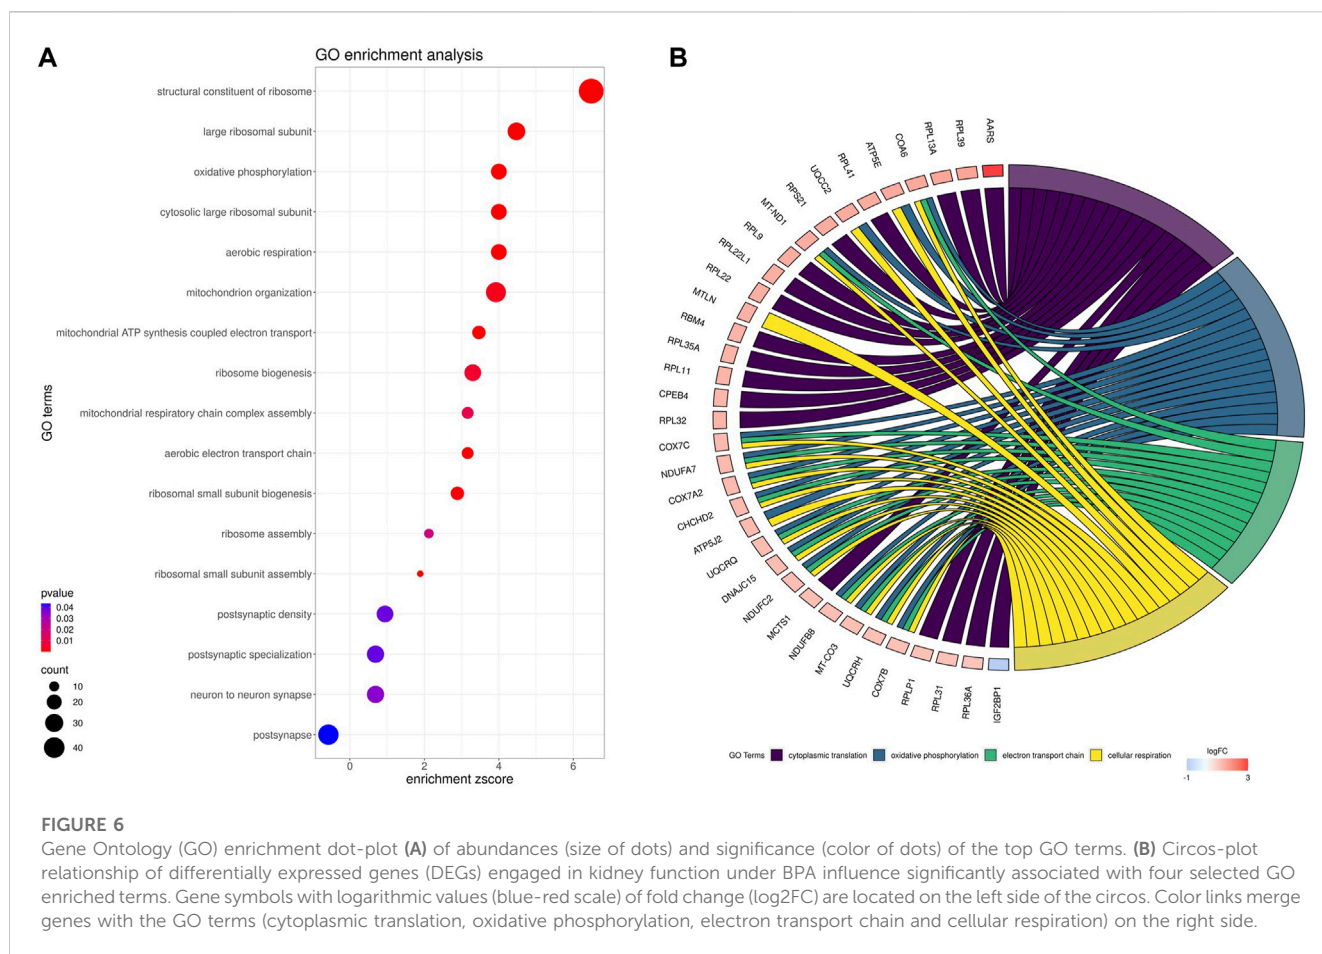 A
GO enrichment analysis
GO terms
structural constituent of ribosome
large ribosomal subunit
oxidative phosphorylation
cytosolic large ribosomal subunit
aerobic respiration
mitochondrion organization
mitochondrial ATP synthesis coupled electron transport
ribosome biogenesis
mitochondrial respiratory chain complex assembly
aerobic electron transport chain
ribosomal small subunit biogenesis
ribosome assembly
ribosomal small subunit assembly
postsynaptic density
postsynaptic specialization
neuron to neuron synapse
postsynapse
0 2 4 6
enrichment zscore
pvalue
0.04
0.03
0.02
0.01
count
10
20
30
40
B
AARS
RPL39
RPL13A
COA6
ATP5E
RPL41
UQCC2
RPS21
MT-ND1
RPL9
RPL22L1
RPL22
MTLN
RBM4
RPL35A
RPL11
CPEB4
RPL32
COX7C
NDUFA7
COX7A2
CHCHD2
ATP5J2
UQCRQ
DNAJC15
NDUFC2
MCTS1
NDUFB8
MT-CO3
UQCRH
COX7B
RPLP1
RPL31
RPL36A
IGF2BP1
GO Terms cytoplasmic translation oxidative phosphorylation electron transport chain cellular respiration
logFC
-1 3
FIGURE 6
Gene Ontology (GO) enrichment dot-plot (A) of abundances (size of dots) and significance (color of dots) of the top GO terms. (B) Circos-plot
relationship of differentially expressed genes (DEGs) engaged in kidney function under BPA influence significantly associated with four selected GO
enriched terms. Gene symbols with logarithmic values (blue-red scale) of fold change (log2FC) are located on the left side of the circos. Color links merge
genes with the GO terms (cytoplasmic translation, oxidative phosphorylation, electron transport chain and cellular respiration) on the right side.